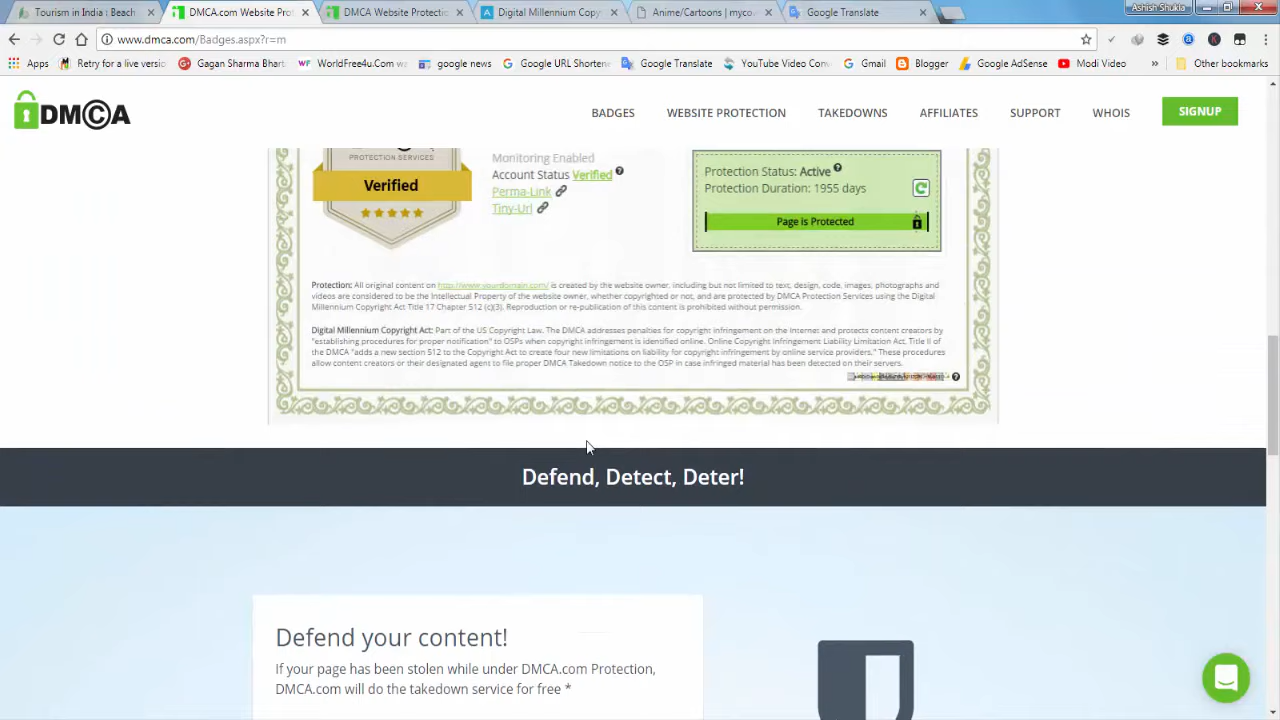 Ashish Shukla
Tourism in India : Beach
DMCA.com Website Pro
DMCA Website Protectio
Digital Millennium Copy
Anime/Cartoons | mycov
Google Translate
www.dmca.com/Badges.aspx?r=m
Apps
Retry for a live versio
Gagan Sharma Bhart
WorldFree4u.Com wa
google news
Google URL Shortene
Google Translate
YouTube Video Conv
Gmail
Blogger
Google AdSense
Modi Video
»
Other bookmarks
DMCA
BADGES
WEBSITE PROTECTION
TAKEDOWNS
AFFILIATES
SUPPORT
WHOIS
SIGNUP
PROTECTION SERVICES
Verified
Monitoring Enabled
Account Status Verified
Perma-Link
Tiny-Url
Protection Status: Active
Protection Duration: 1955 days
Page is Protected
Protection: All original content on http://www.yourdomain.com/ is created by the website owner, including but not limited to text, design, code, images, photographs and
videos are considered to be the Intellectual Property of the website owner, whether copyrighted or not, and are protected by DMCA Protection Services using the Digital
Millennium Copyright Act Title 17 Chapter 512 (c)(3). Reproduction or re-publication of this content is prohibited without permission.
Digital Millennium Copyright Act: Part of the US Copyright Law. The DMCA addresses penalties for copyright infringement on the Internet and protects content creators by
"establishing procedures for proper notification" to OSPs when copyright infringement is identified online. Online Copyright Infringement Liability Limitation Act, Title II of
the DMCA "adds a new section 512 to the Copyright Act to create four new limitations on liability for copyright infringement by online service providers." These procedures
allow content creators or their designated agent to file proper DMCA Takedown notice to the OSP in case infringed material has been detected on their servers.
Defend, Detect, Deter!
Defend your content!
If your page has been stolen while under DMCA.com Protection,
DMCA.com will do the takedown service for free *